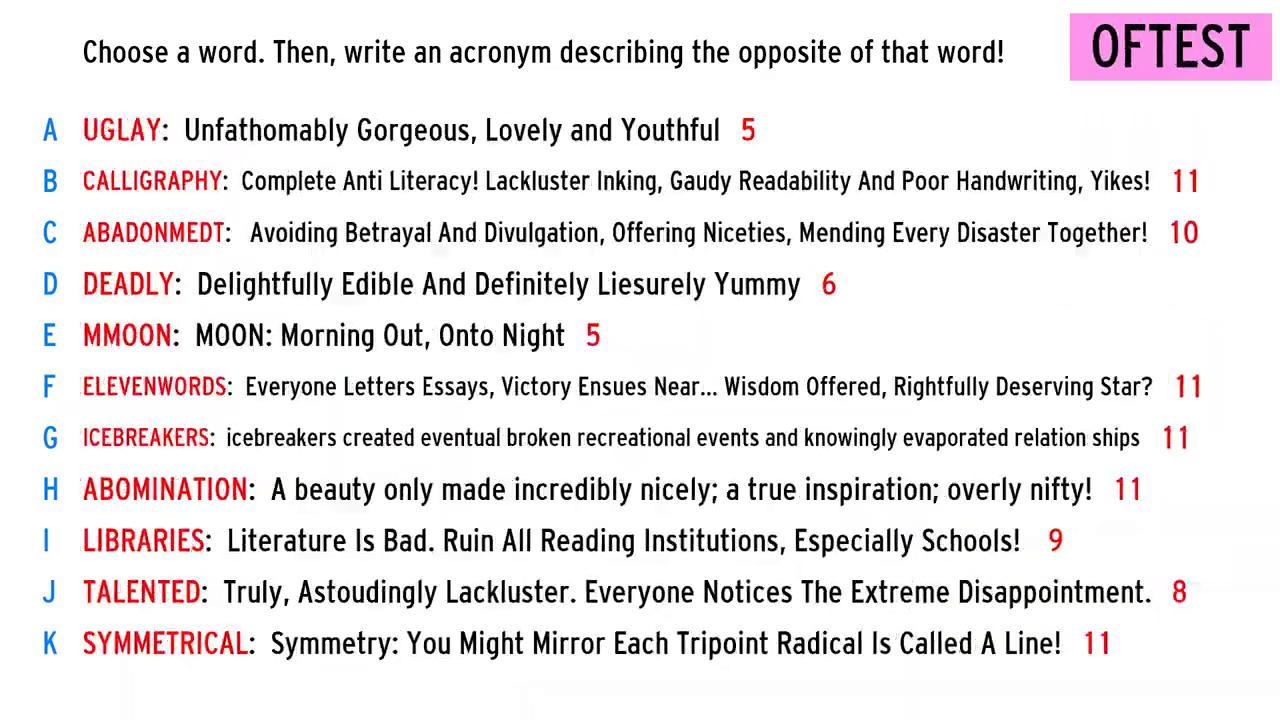 Choose a word. Then, write an acronym describing the opposite of that word!
OFTEST
A UGLAY: Unfathomably Gorgeous, Lovely and Youthful 5
B CALLIGRAPHY: Complete Anti Literacy! Lackluster Inking, Gaudy Readability And Poor Handwriting, Yikes! 11
C ABADONMEDT: Avoiding Betrayal And Divulgation, Offering Niceties, Mending Every Disaster Together! 10
D DEADLY: Delightfully Edible And Definitely Liesurely Yummy 6
E MMOON: MOON: Morning Out, Onto Night 5
F ELEVENWORDS: Everyone Letters Essays, Victory Ensues Near... Wisdom Offered, Rightfully Deserving Star? 11
G ICEBREAKERS: icebreakers created eventual broken recreational events and knowingly evaporated relation ships 11
H ABOMINATION: A beauty only made incredibly nicely; a true inspiration; overly nifty! 11
I LIBRARIES: Literature Is Bad. Ruin All Reading Institutions, Especially Schools! 9
J TALENTED: Truly, Astoudingly Lackluster. Everyone Notices The Extreme Disappointment. 8
K SYMMETRICAL: Symmetry: You Might Mirror Each Tripoint Radical Is Called A Line! 11